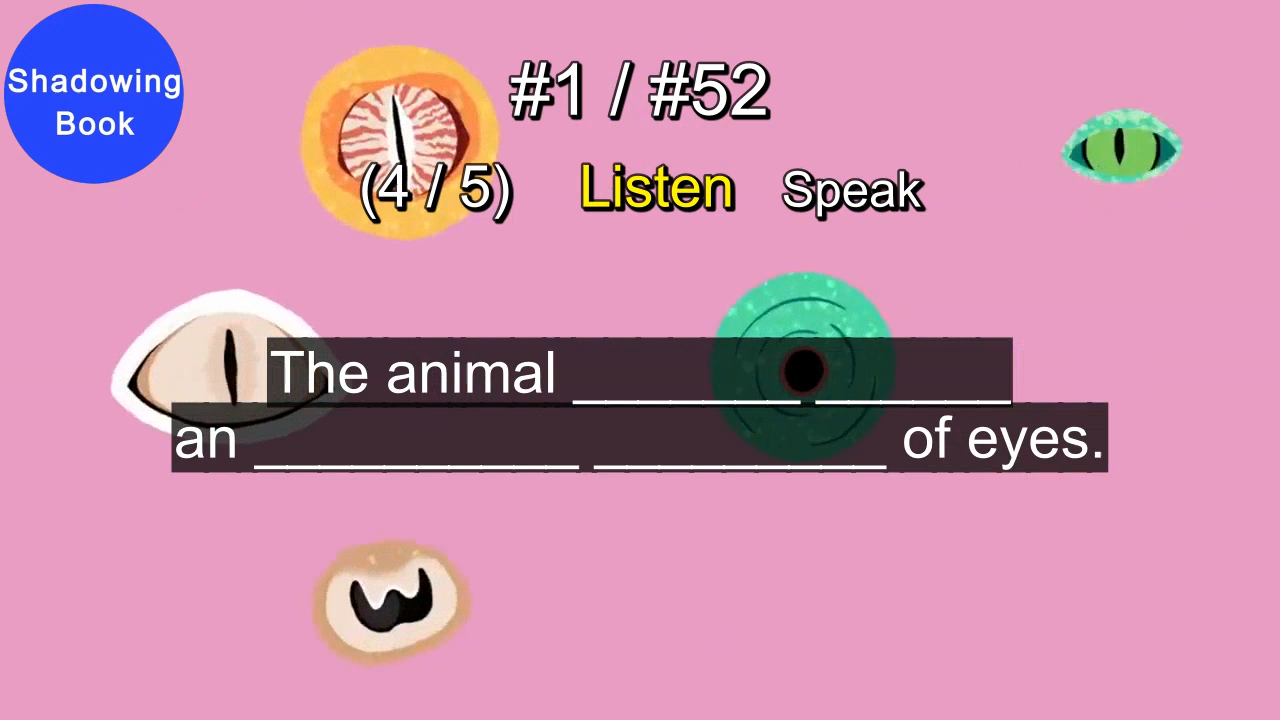 Shadowing
Book
#1 / #52
(4 / 5) Listen Speak
The animal _______ ______
an __________ _________ of eyes.